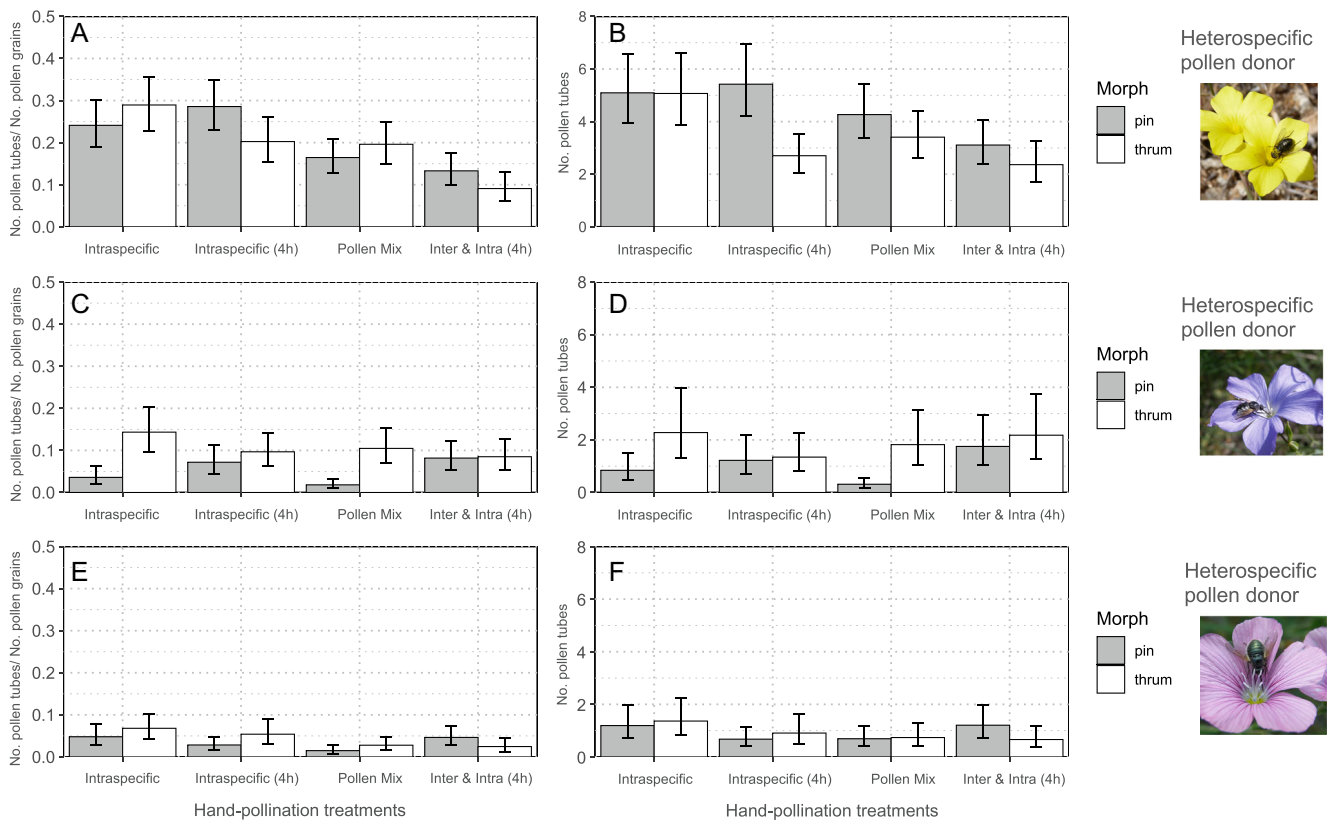 A
No. pollen tubes/ No. pollen grains
0.5
0.4
0.3
0.2
0.1
0.0
Intraspecific Intraspecific (4h) Pollen Mix Inter & Intra (4h)
B
No. pollen tubes
8
6
4
2
0
Intraspecific Intraspecific (4h) Pollen Mix Inter & Intra (4h)
Morph
pin
thrum
Heterospecific
pollen donor
C
No. pollen tubes/ No. pollen grains
0.5
0.4
0.3
0.2
0.1
0.0
Intraspecific Intraspecific (4h) Pollen Mix Inter & Intra (4h)
D
No. pollen tubes
8
6
4
2
0
Intraspecific Intraspecific (4h) Pollen Mix Inter & Intra (4h)
Morph
pin
thrum
Heterospecific
pollen donor
E
No. pollen tubes/ No. pollen grains
0.5
0.4
0.3
0.2
0.1
0.0
Intraspecific Intraspecific (4h) Pollen Mix Inter & Intra (4h)
Hand-pollination treatments
F
No. pollen tubes
8
6
4
2
0
Intraspecific Intraspecific (4h) Pollen Mix Inter & Intra (4h)
Hand-pollination treatments
Morph
pin
thrum
Heterospecific
pollen donor